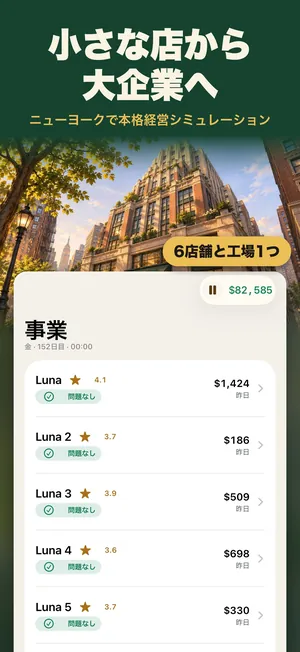 小さな店から
大企業へ
ニューヨークで本格経営シミュレーション
6店舗と工場1つ
$82,585
事業
金・152日目・00:00
Luna ★ 4.1
$1,424
問題なし
昨日
Luna 2 ★ 3.7
$186
問題なし
昨日
Luna 3 ★ 3.9
$509
問題なし
昨日
Luna 4 ★ 3.6
$698
問題なし
昨日
Luna 5 ★ 3.7
$330
問題なし
昨日